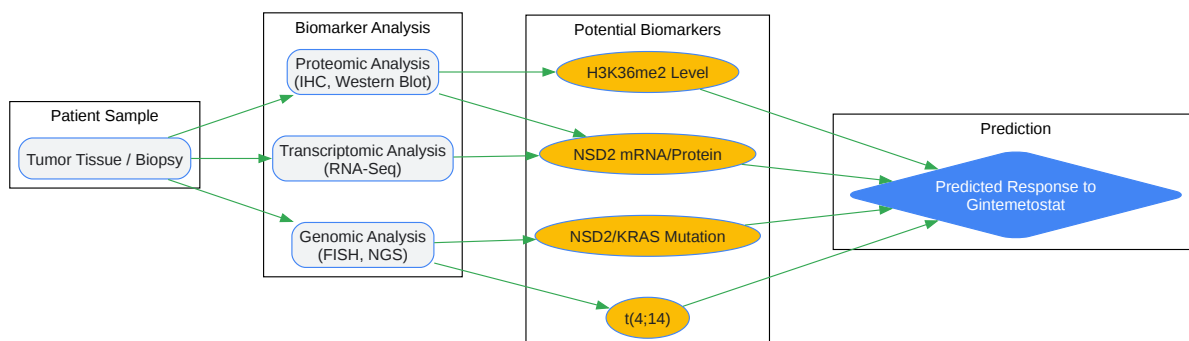 Patient Sample
Tumor Tissue / Biopsy
Biomarker Analysis
Proteomic Analysis
(IHC, Western Blot)
Transcriptomic Analysis
(RNA-Seq)
Genomic Analysis
(FISH, NGS)
Potential Biomarkers
H3K36me2 Level
NSD2 mRNA/Protein
NSD2/KRAS Mutation
t(4;14)
Prediction
Predicted Response to
Gintemetostat